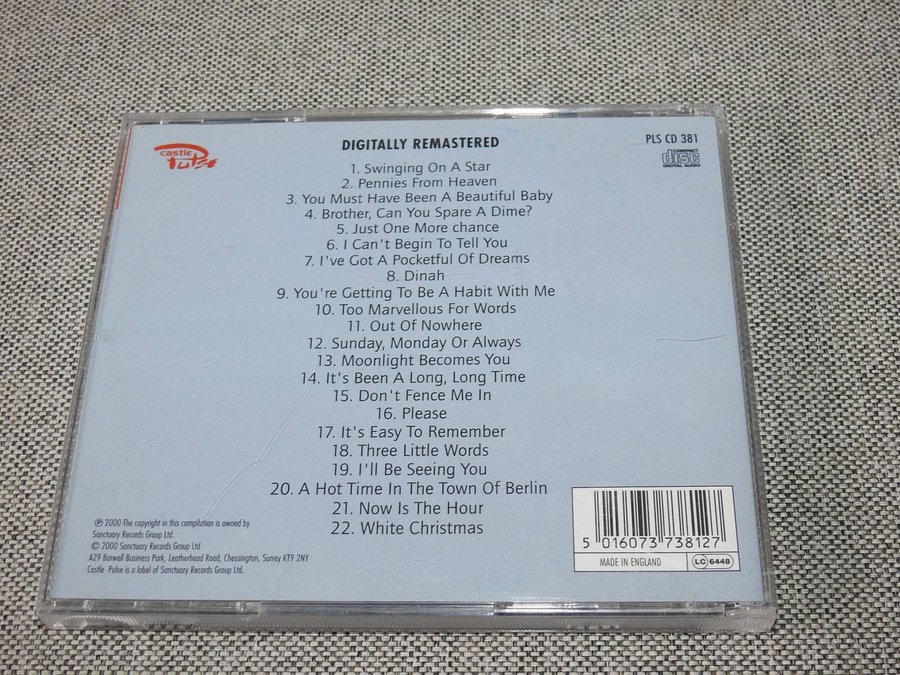 castle
Pulse
DIGITALLY REMASTERED
PLS CD 381
COMPACT
disc
DIGITAL AUDIO
1. Swinging On A Star
2. Pennies From Heaven
3. You Must Have Been A Beautiful Baby
4. Brother, Can You Spare A Dime?
5. Just One More chance
6. I Can't Begin To Tell You
7. I've Got A Pocketful Of Dreams
8. Dinah
9. You're Getting To Be A Habit With Me
10. Too Marvellous For Words
11. Out Of Nowhere
12. Sunday, Monday Or Always
13. Moonlight Becomes You
14. It's Been A Long, Long Time
15. Don't Fence Me In
16. Please
17. It's Easy To Remember
18. Three Little Words
19. I'll Be Seeing You
20. A Hot Time In The Town Of Berlin
21. Now Is The Hour
22. White Christmas
℗ 2000 The copyright in this compilation is owned by
Sanctuary Records Group Ltd.
© 2000 Sanctuary Records Group Ltd
A29 Barwell Business Park, Leatherhead Road, Chessington, Surrey KT9 2NY
Castle Pulse is a label of Sanctuary Records Group Ltd.
5 016073 738127
MADE IN ENGLAND
LC 6448